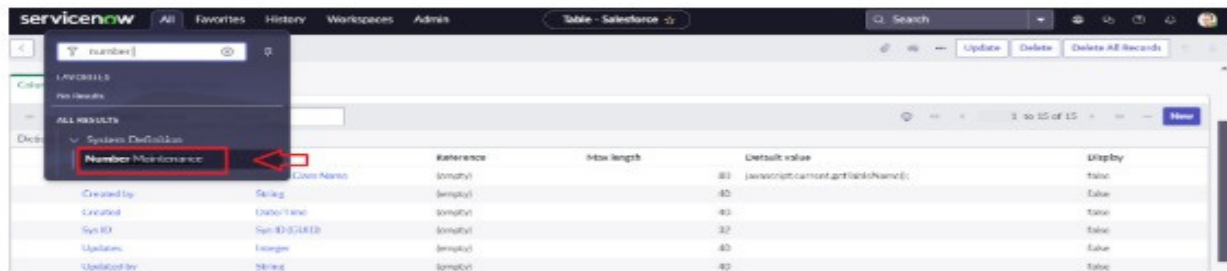 servicenow All Favorites History Workspaces Admin Table - Salesforce Search
number Update Delete Delete All Records
FAVORITES
No Results
ALL RESULTS 1 to 15 of 15 New
System Definition
Number Maintenance Reference Max length Default value Display
Class Name (empty) 80 javascript:current.getTableName(); false
Created by String (empty) 40 false
Created Date/Time (empty) 40 false
Sys ID Sys ID (GUID) (empty) 32 false
Updates Integer (empty) 40 false
Updated by String (empty) 40 false